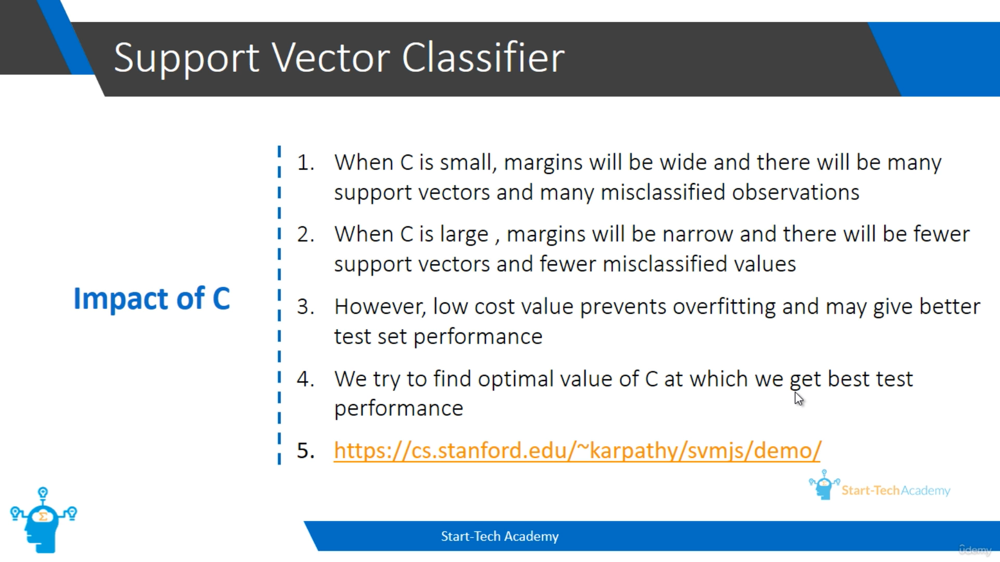 Support Vector Classifier
Impact of C
1. When C is small, margins will be wide and there will be many
support vectors and many misclassified observations
2. When C is large , margins will be narrow and there will be fewer
support vectors and fewer misclassified values
3. However, low cost value prevents overfitting and may give better
test set performance
4. We try to find optimal value of C at which we get best test
performance
5. https://cs.stanford.edu/~karpathy/svmjs/demo/
Start-Tech Academy
Start-Tech Academy
udemy